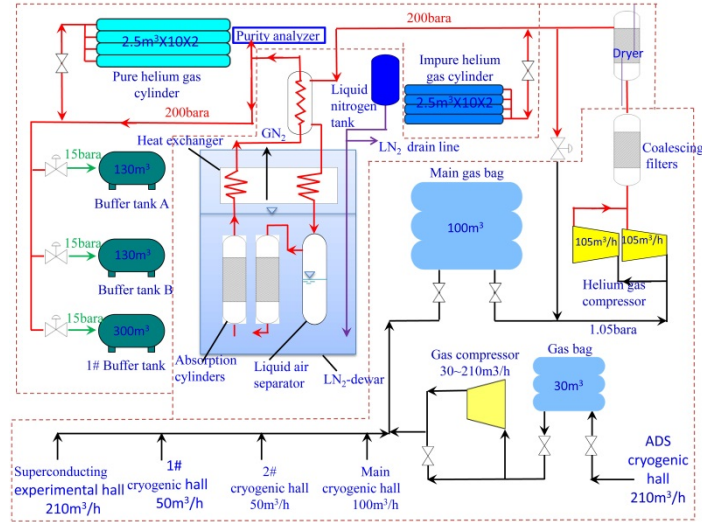 200bara
2.5m³X10X2
Purity analyzer
Pure helium gas
cylinder
200bara
Liquid
nitrogen
tank
Impure helium
gas cylinder
2.5m³X10X2
Dryer
GN₂
Heat exchanger
LN₂ drain line
Coalescing
filters
15bara
130m³
Buffer tank A
Main gas bag
100m³
15bara
130m³
Buffer tank B
105m³/h
105m³/h
Helium gas
compressor
15bara
300m³
1# Buffer tank
1.05bara
Absorption
cylinders
Liquid air
separator
LN₂-dewar
Gas compressor
30~210m3/h
Gas bag
30m³
Superconducting
experimental hall
210m³/h
1#
cryogenic hall
50m³/h
2#
cryogenic hall
50m³/h
Main
cryogenic hall
100m³/h
ADS
cryogenic
hall
210m³/h